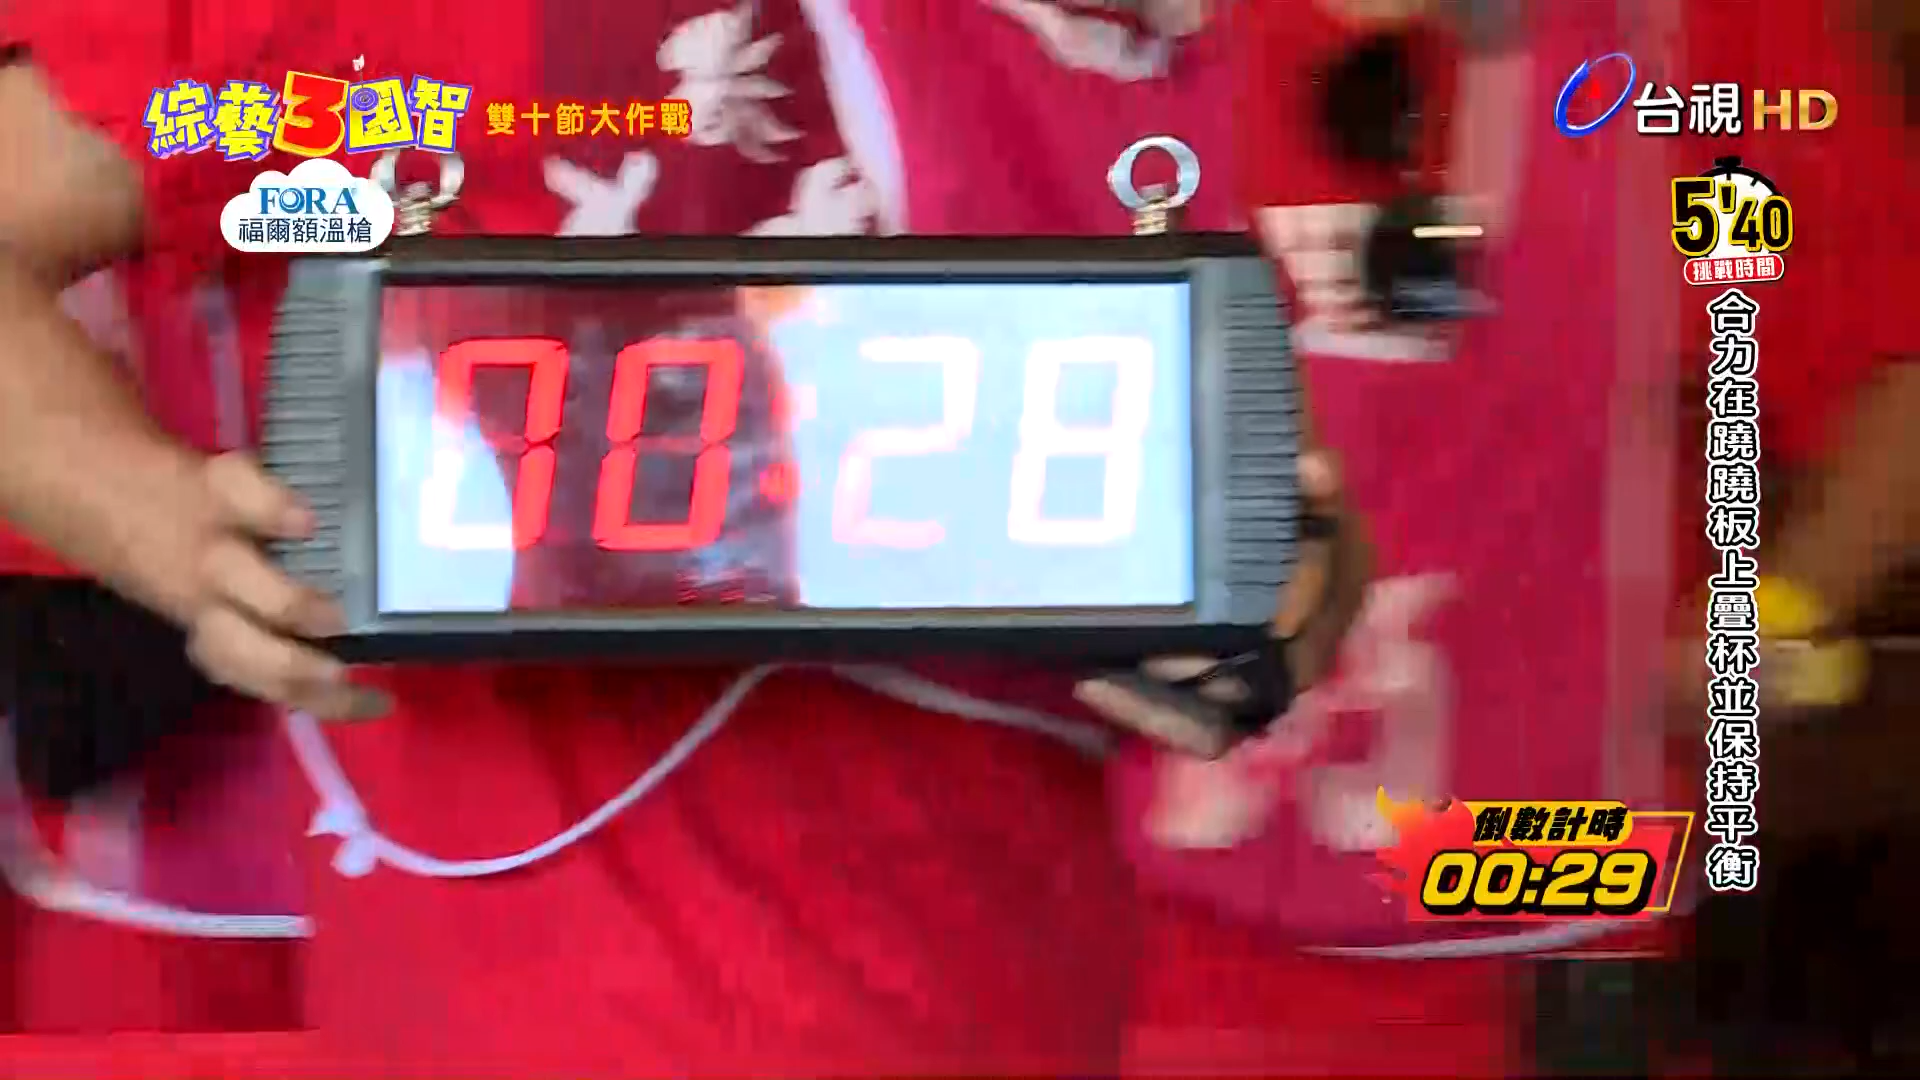 綜藝3國智 雙十節大作戰
FORA
福爾額溫槍
台視HD
5'40
挑戰時間
合力在蹺蹺板上疊杯並保持平衡
00:28
倒數計時
00:29